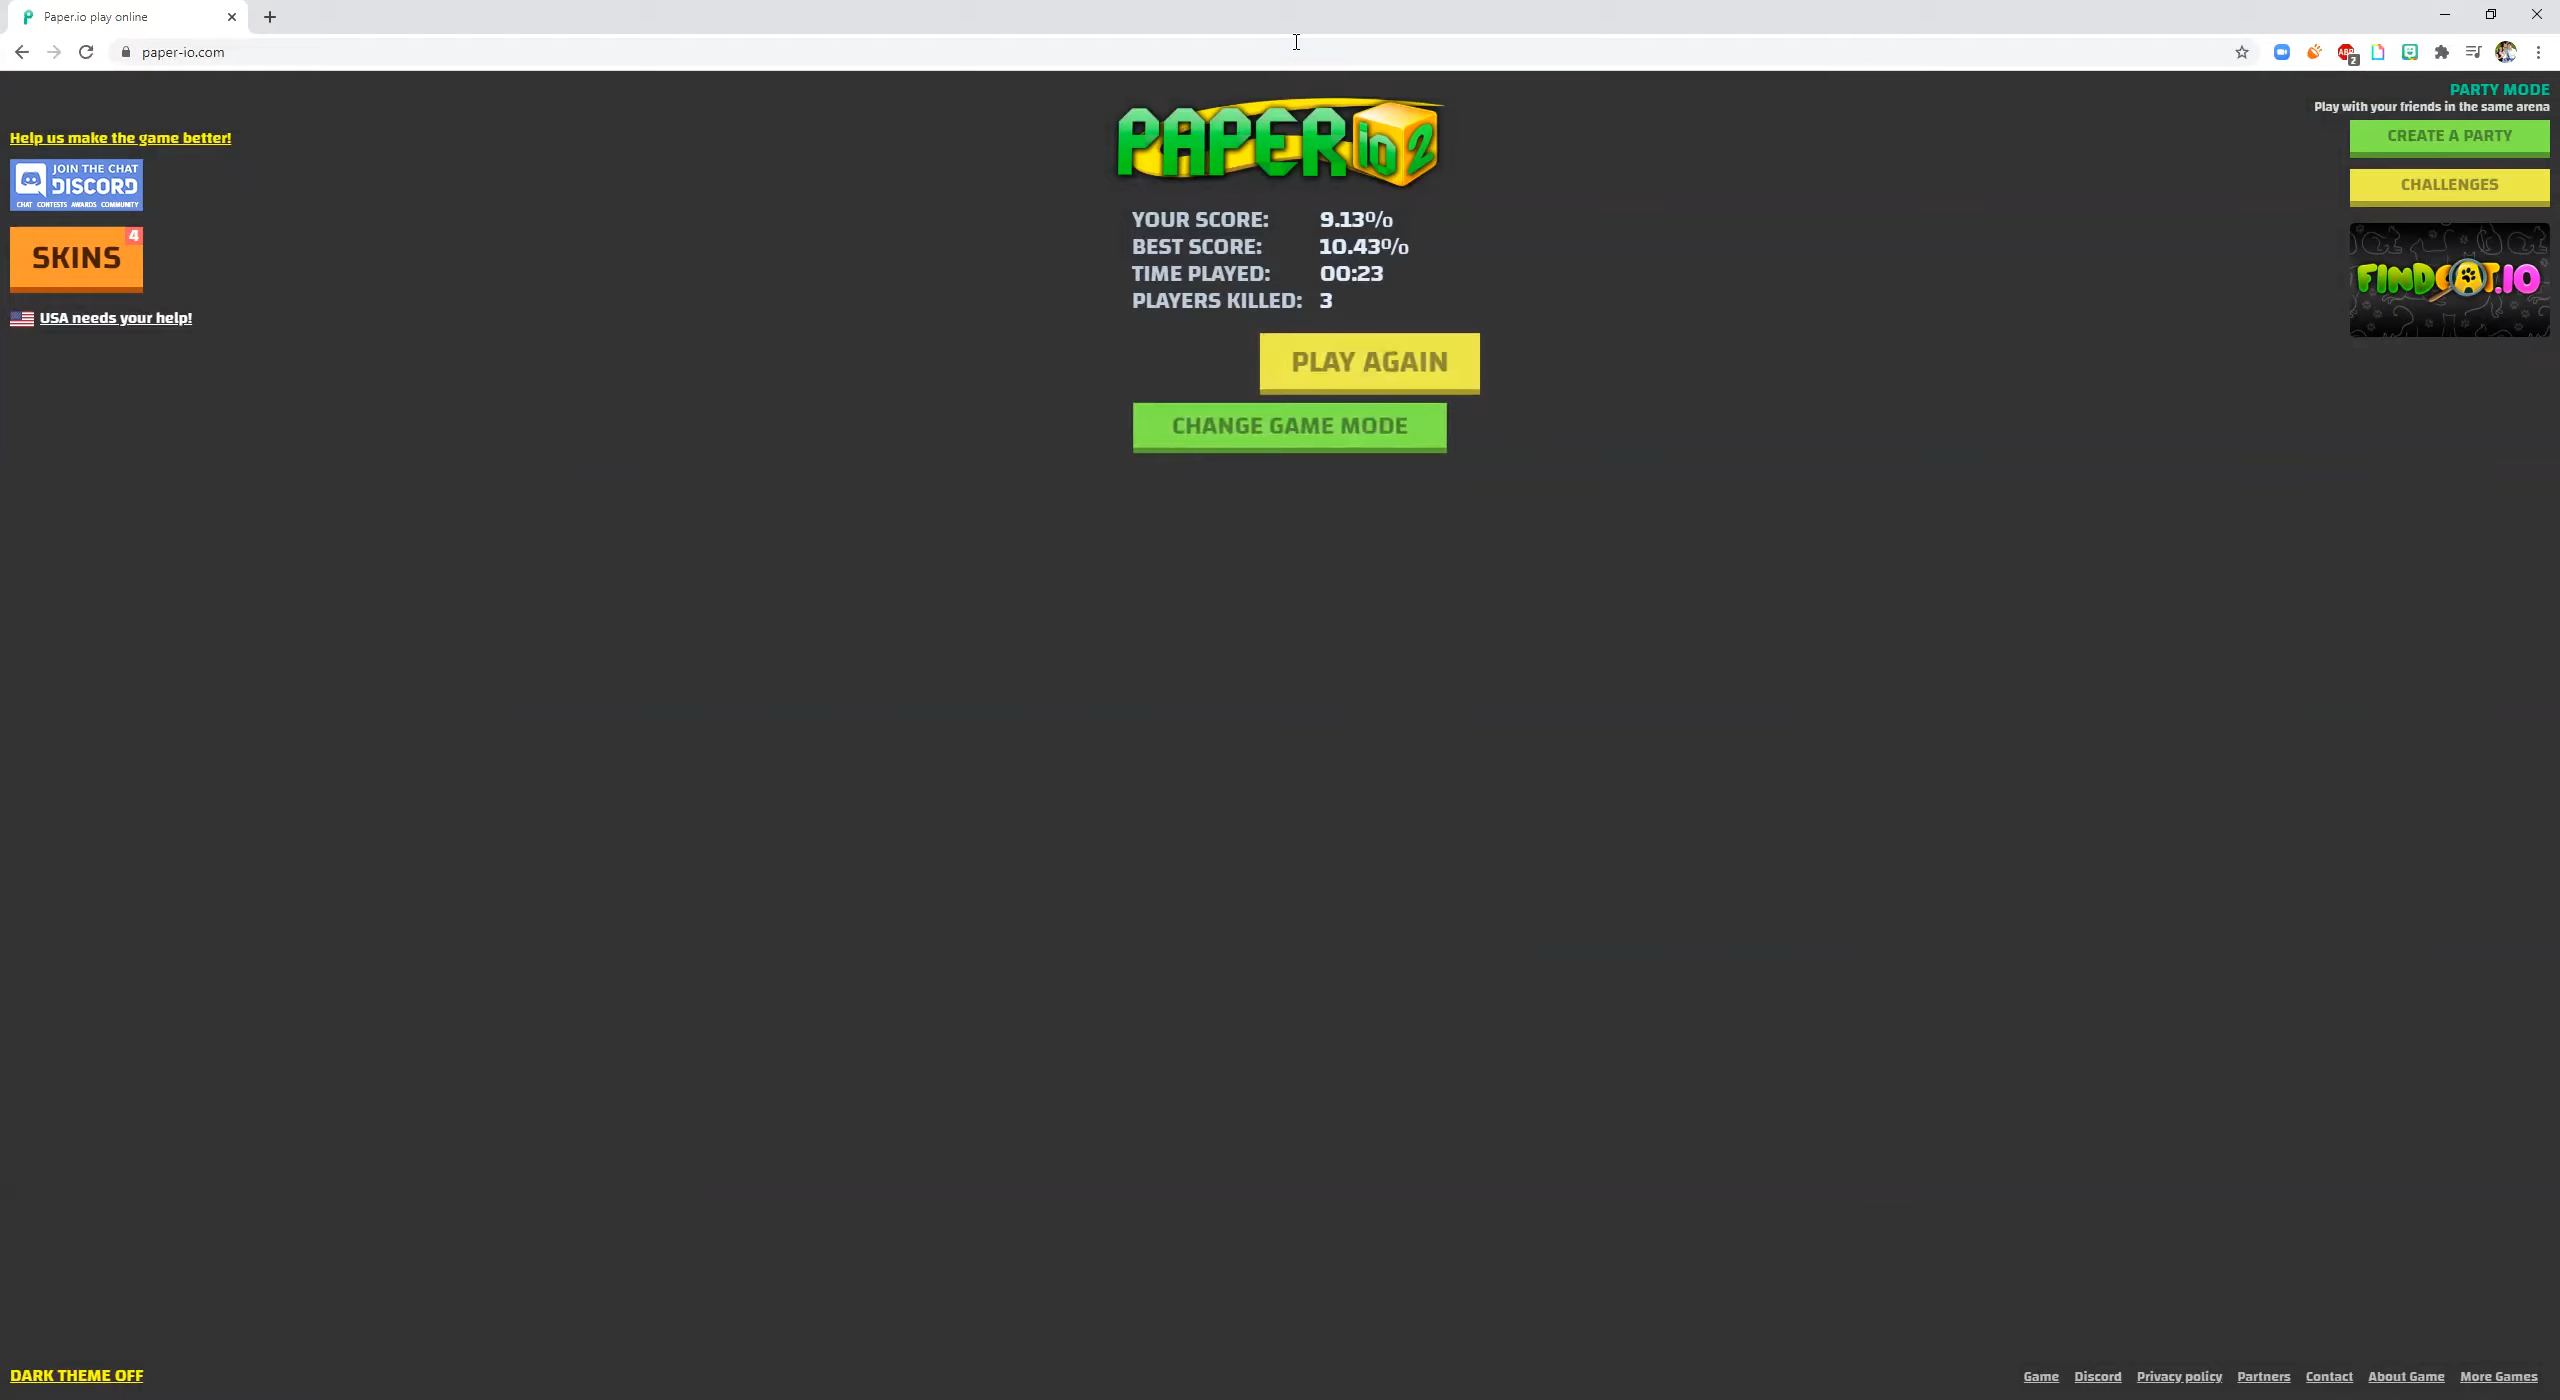 Paper.io play online
paper-io.com
ABP
2
PARTY MODE
Play with your friends in the same arena
CREATE A PARTY
CHALLENGES
FINDCAT.IO
Help us make the game better!
JOIN THE CHAT
DISCORD
CHAT CONTESTS AWARDS COMMUNITY
SKINS
4
USA needs your help!
PAPER io 2
YOUR SCORE: 9.13%
BEST SCORE: 10.43%
TIME PLAYED: 00:23
PLAYERS KILLED: 3
PLAY AGAIN
CHANGE GAME MODE
DARK THEME OFF
Game Discord Privacy policy Partners Contact About Game More Games